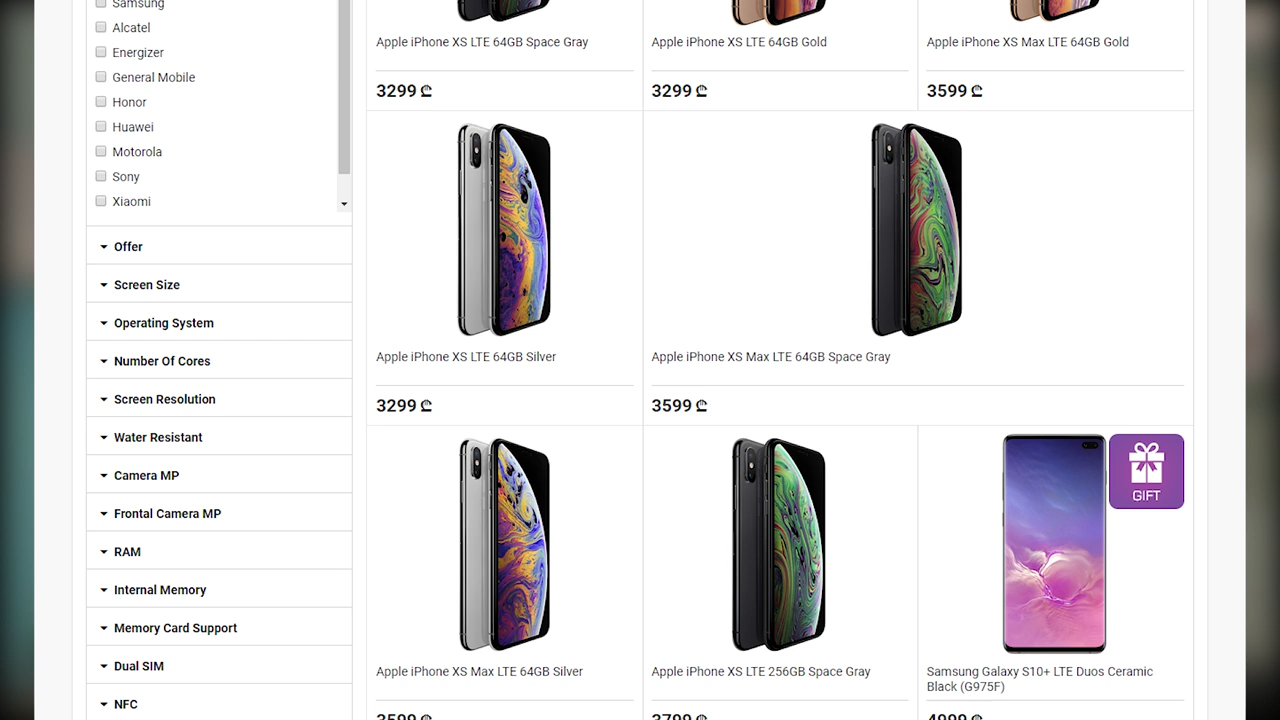 Samsung
Alcatel
Energizer
General Mobile
Honor
Huawei
Motorola
Sony
Xiaomi
Offer
Screen Size
Operating System
Number Of Cores
Screen Resolution
Water Resistant
Camera MP
Frontal Camera MP
RAM
Internal Memory
Memory Card Support
Dual SIM
NFC
Apple iPhone XS LTE 64GB Space Gray
3299 ₾
Apple iPhone XS LTE 64GB Gold
3299 ₾
Apple iPhone XS Max LTE 64GB Gold
3599 ₾
Apple iPhone XS LTE 64GB Silver
3299 ₾
Apple iPhone XS Max LTE 64GB Space Gray
3599 ₾
Apple iPhone XS Max LTE 64GB Silver
3599 ₾
Apple iPhone XS LTE 256GB Space Gray
3799 ₾
GIFT
Samsung Galaxy S10+ LTE Duos Ceramic
Black (G975F)
4999 ₾